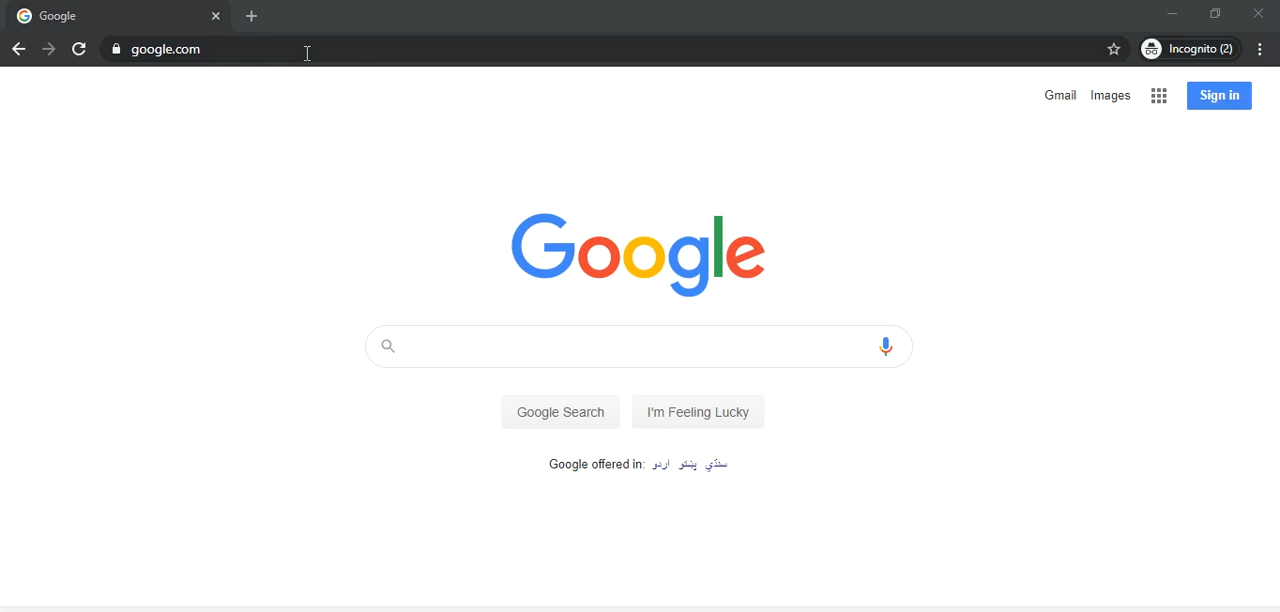 Google
google.com
Incognito (2)
Gmail Images Sign in
Google
Google Search I'm Feeling Lucky
Google offered in: اردو پښتو سنڌي